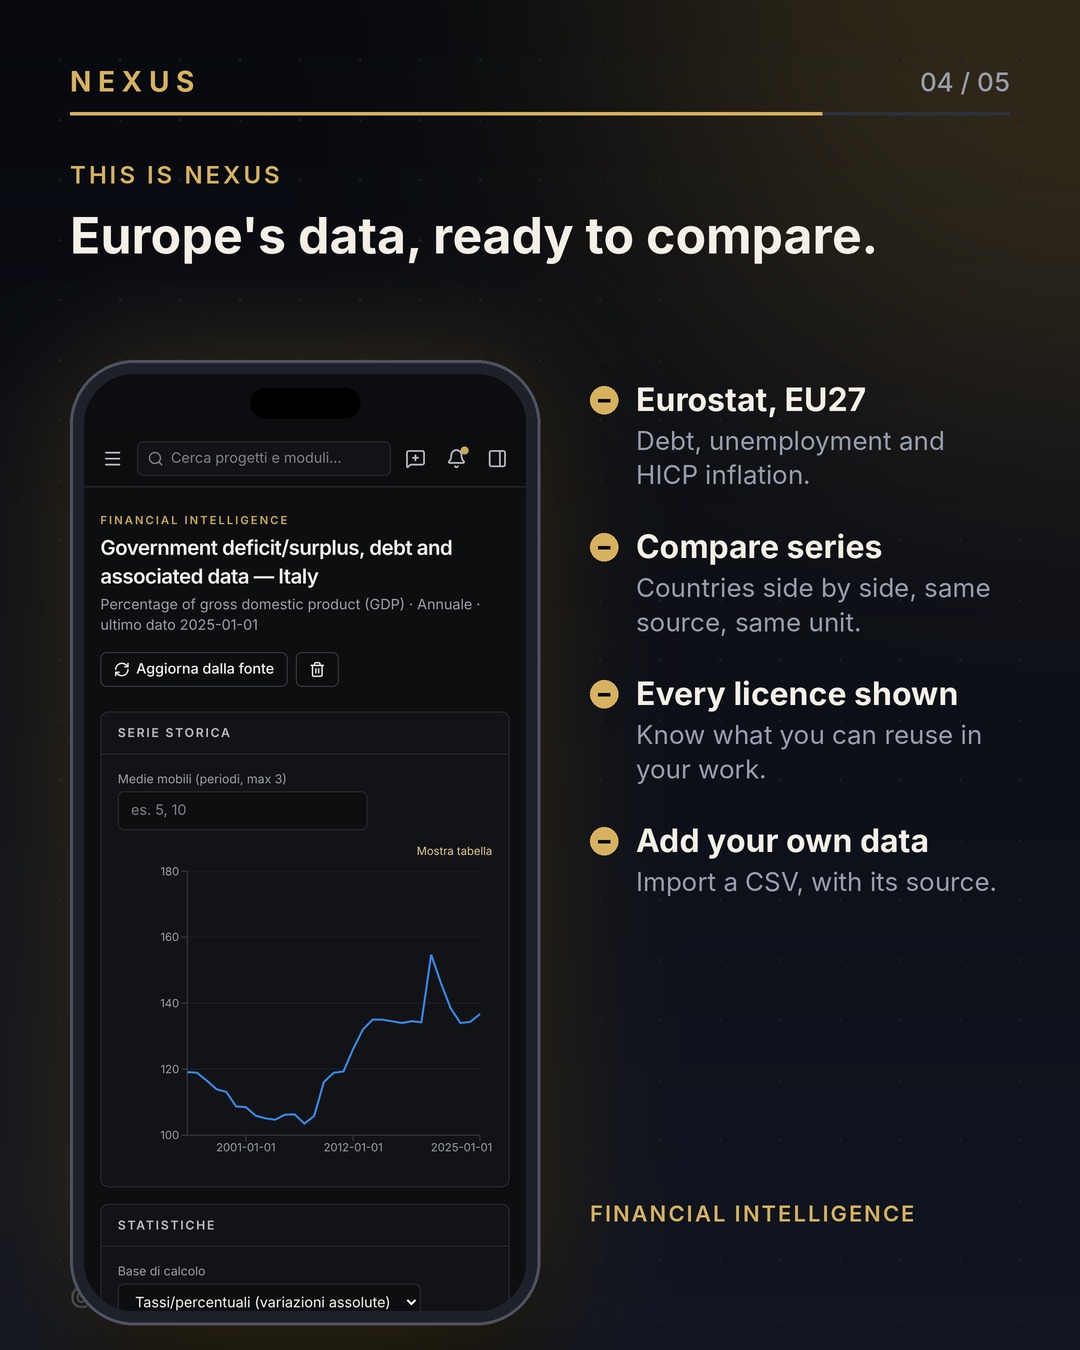 NEXUS
04 / 05
THIS IS NEXUS
Europe's data, ready to compare.
Cerca progetti e moduli...
FINANCIAL INTELLIGENCE
Government deficit/surplus, debt and
associated data — Italy
Percentage of gross domestic product (GDP) · Annuale ·
ultimo dato 2025-01-01
Aggiorna dalla fonte
SERIE STORICA
Medie mobili (periodi, max 3)
es. 5, 10
Mostra tabella
180
160
140
120
100
2001-01-01
2012-01-01
2025-01-01
STATISTICHE
Base di calcolo
Tassi/percentuali (variazioni assolute)
Eurostat, EU27
Debt, unemployment and
HICP inflation.
Compare series
Countries side by side, same
source, same unit.
Every licence shown
Know what you can reuse in
your work.
Add your own data
Import a CSV, with its source.
FINANCIAL INTELLIGENCE